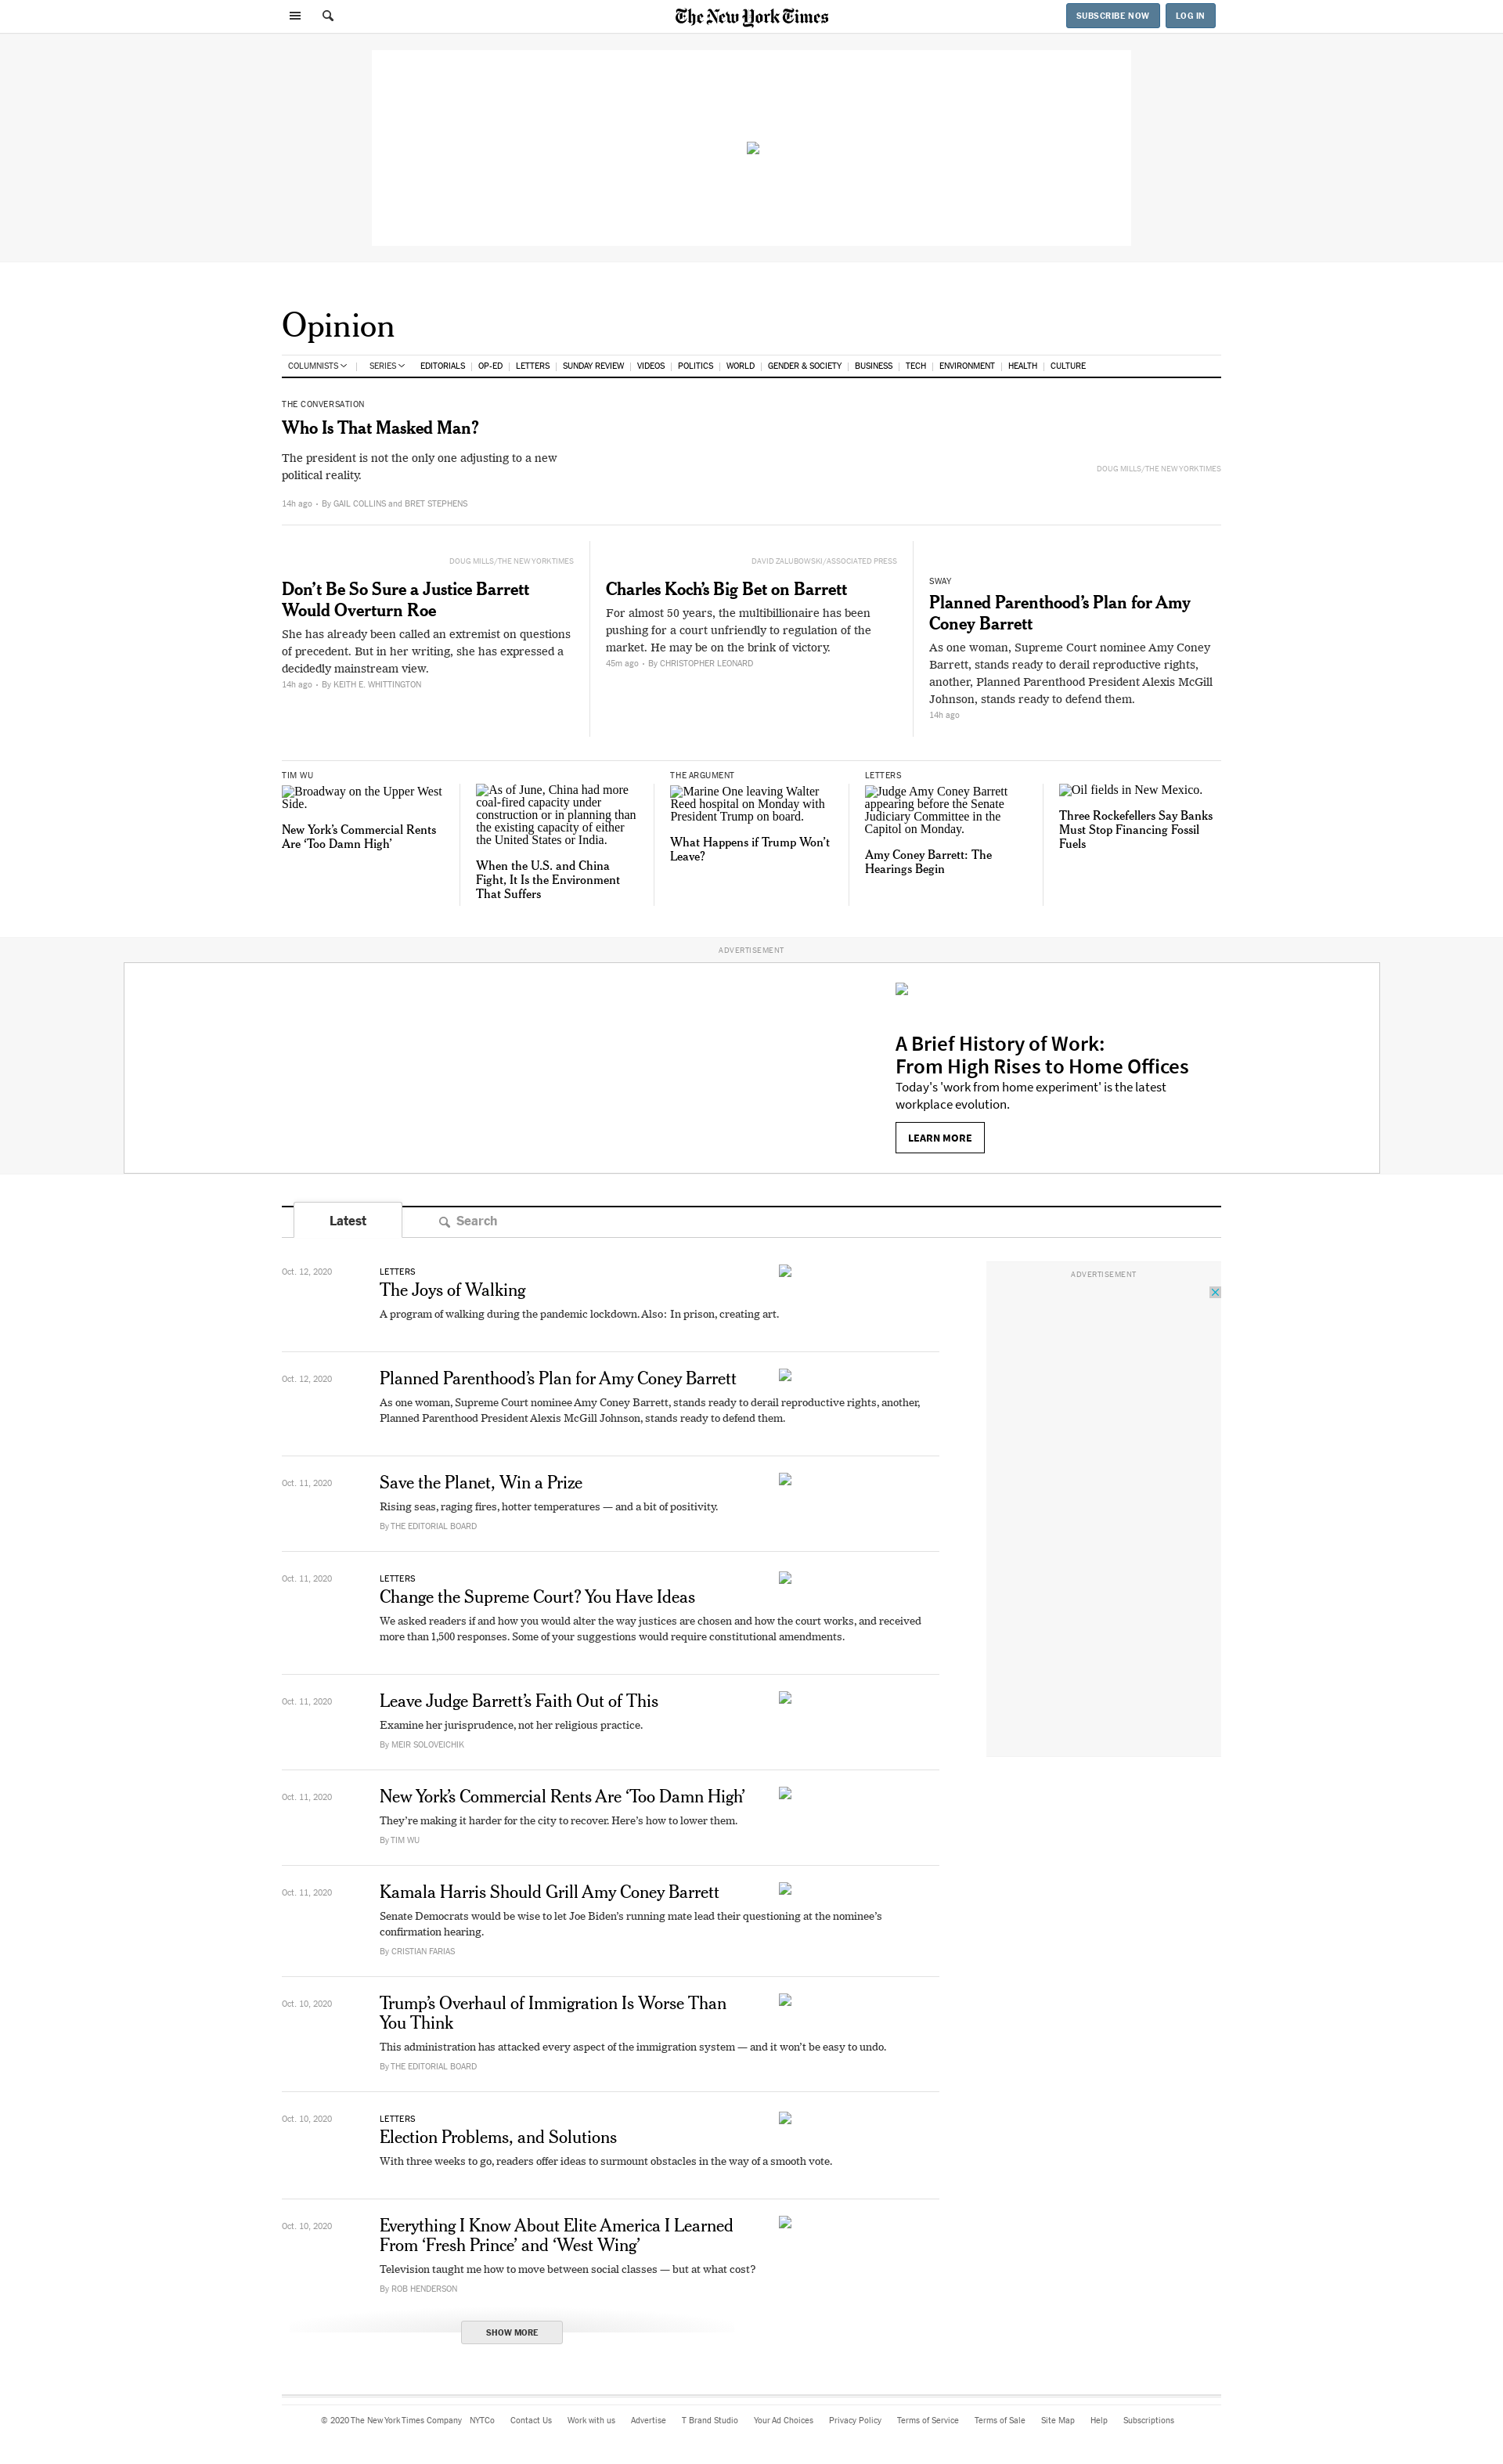 The New York Times
SUBSCRIBE NOW
LOG IN
Opinion
COLUMNISTS
SERIES
EDITORIALS
OP-ED
LETTERS
SUNDAY REVIEW
VIDEOS
POLITICS
WORLD
GENDER & SOCIETY
BUSINESS
TECH
ENVIRONMENT
HEALTH
CULTURE
THE CONVERSATION
Who Is That Masked Man?
The president is not the only one adjusting to a new
political reality.
14h ago • By GAIL COLLINS and BRET STEPHENS
DOUG MILLS/THE NEW YORK TIMES
DOUG MILLS/THE NEW YORK TIMES
Don’t Be So Sure a Justice Barrett
Would Overturn Roe
She has already been called an extremist on questions
of precedent. But in her writing, she has expressed a
decidedly mainstream view.
14h ago • By KEITH E. WHITTINGTON
DAVID ZALUBOWSKI/ASSOCIATED PRESS
Charles Koch’s Big Bet on Barrett
For almost 50 years, the multibillionaire has been
pushing for a court unfriendly to regulation of the
market. He may be on the brink of victory.
45m ago • By CHRISTOPHER LEONARD
SWAY
Planned Parenthood’s Plan for Amy
Coney Barrett
As one woman, Supreme Court nominee Amy Coney
Barrett, stands ready to derail reproductive rights,
another, Planned Parenthood President Alexis McGill
Johnson, stands ready to defend them.
14h ago
TIM WU
Broadway on the Upper West
Side.
New York’s Commercial Rents
Are ‘Too Damn High’
As of June, China had more
coal-fired capacity under
construction or in planning than
the existing capacity of either
the United States or India.
When the U.S. and China
Fight, It Is the Environment
That Suffers
THE ARGUMENT
Marine One leaving Walter
Reed hospital on Monday with
President Trump on board.
What Happens if Trump Won’t
Leave?
LETTERS
Judge Amy Coney Barrett
appearing before the Senate
Judiciary Committee in the
Capitol on Monday.
Amy Coney Barrett: The
Hearings Begin
Oil fields in New Mexico.
Three Rockefellers Say Banks
Must Stop Financing Fossil
Fuels
ADVERTISEMENT
A Brief History of Work:
From High Rises to Home Offices
Today's 'work from home experiment' is the latest
workplace evolution.
LEARN MORE
Latest
Search
ADVERTISEMENT
Oct. 12, 2020
LETTERS
The Joys of Walking
A program of walking during the pandemic lockdown. Also: In prison, creating art.
Oct. 12, 2020
Planned Parenthood’s Plan for Amy Coney Barrett
As one woman, Supreme Court nominee Amy Coney Barrett, stands ready to derail reproductive rights, another,
Planned Parenthood President Alexis McGill Johnson, stands ready to defend them.
Oct. 11, 2020
Save the Planet, Win a Prize
Rising seas, raging fires, hotter temperatures — and a bit of positivity.
By THE EDITORIAL BOARD
Oct. 11, 2020
LETTERS
Change the Supreme Court? You Have Ideas
We asked readers if and how you would alter the way justices are chosen and how the court works, and received
more than 1,500 responses. Some of your suggestions would require constitutional amendments.
Oct. 11, 2020
Leave Judge Barrett’s Faith Out of This
Examine her jurisprudence, not her religious practice.
By MEIR SOLOVEICHIK
Oct. 11, 2020
New York’s Commercial Rents Are ‘Too Damn High’
They’re making it harder for the city to recover. Here’s how to lower them.
By TIM WU
Oct. 11, 2020
Kamala Harris Should Grill Amy Coney Barrett
Senate Democrats would be wise to let Joe Biden’s running mate lead their questioning at the nominee’s
confirmation hearing.
By CRISTIAN FARIAS
Oct. 10, 2020
Trump’s Overhaul of Immigration Is Worse Than
You Think
This administration has attacked every aspect of the immigration system — and it won’t be easy to undo.
By THE EDITORIAL BOARD
Oct. 10, 2020
LETTERS
Election Problems, and Solutions
With three weeks to go, readers offer ideas to surmount obstacles in the way of a smooth vote.
Oct. 10, 2020
Everything I Know About Elite America I Learned
From ‘Fresh Prince’ and ‘West Wing’
Television taught me how to move between social classes — but at what cost?
By ROB HENDERSON
SHOW MORE
© 2020 The New York Times Company
NYTCo
Contact Us
Work with us
Advertise
T Brand Studio
Your Ad Choices
Privacy Policy
Terms of Service
Terms of Sale
Site Map
Help
Subscriptions